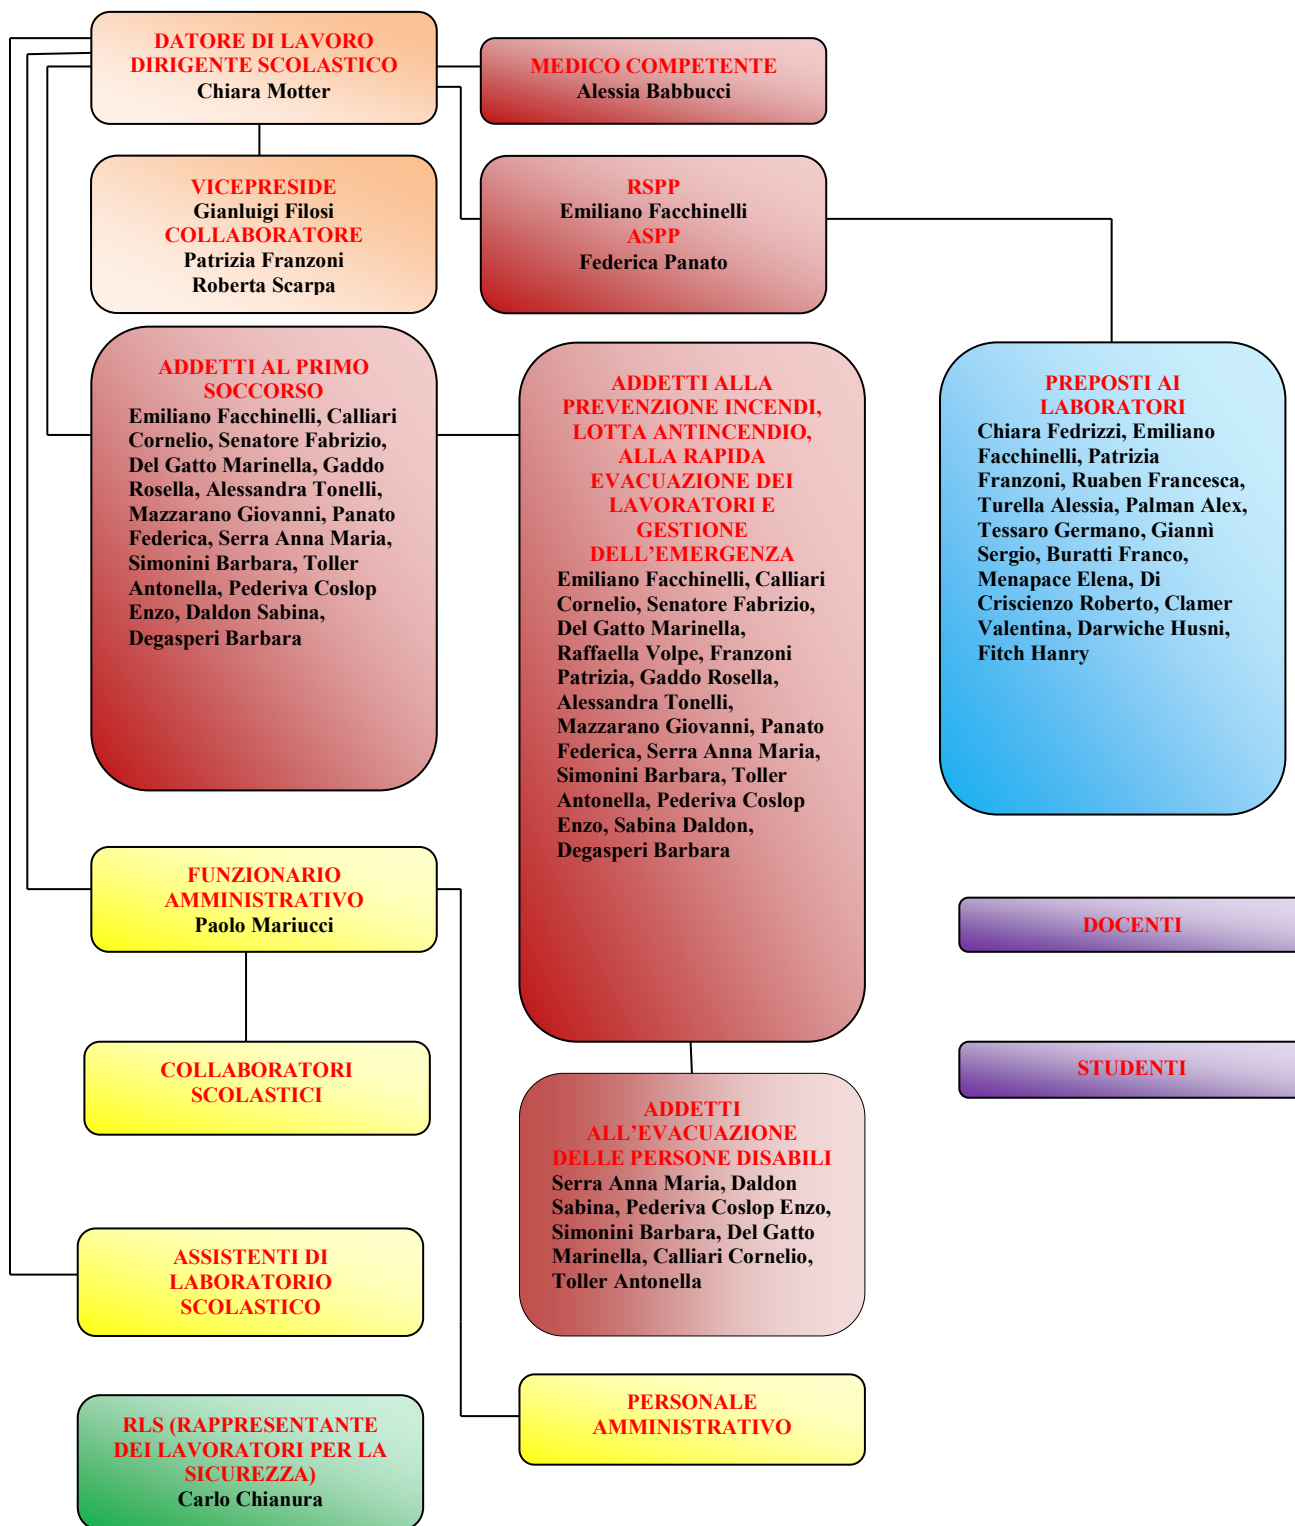 DATORE DI LAVORO
DIRIGENTE SCOLASTICO
Chiara Motter
MEDICO COMPETENTE
Alessia Babbucci
VICEPRESIDE
Gianluigi Filosi
COLLABORATORE
Patrizia Franzoni
Roberta Scarpa
RSPP
Emiliano Facchinelli
ASPP
Federica Panato
ADDETTI AL PRIMO
SOCCORSO
Emiliano Facchinelli, Calliari
Cornelio, Senatore Fabrizio,
Del Gatto Marinella, Gaddo
Rosella, Alessandra Tonelli,
Mazzarano Giovanni, Panato
Federica, Serra Anna Maria,
Simonini Barbara, Toller
Antonella, Pederiva Coslop
Enzo, Daldon Sabina,
Degasperi Barbara
ADDETTI ALLA
PREVENZIONE INCENDI,
LOTTA ANTINCENDIO,
ALLA RAPIDA
EVACUAZIONE DEI
LAVORATORI E
GESTIONE
DELL’EMERGENZA
Emiliano Facchinelli, Calliari
Cornelio, Senatore Fabrizio,
Del Gatto Marinella,
Raffaella Volpe, Franzoni
Patrizia, Gaddo Rosella,
Alessandra Tonelli,
Mazzarano Giovanni, Panato
Federica, Serra Anna Maria,
Simonini Barbara, Toller
Antonella, Pederiva Coslop
Enzo, Sabina Daldon,
Degasperi Barbara
PREPOSTI AI
LABORATORI
Chiara Fedrizzi, Emiliano
Facchinelli, Patrizia
Franzoni, Ruaben Francesca,
Turella Alessia, Palman Alex,
Tessaro Germano, Giannì
Sergio, Buratti Franco,
Menapace Elena, Di
Criscienzo Roberto, Clamer
Valentina, Darwiche Husni,
Fitch Hanry
FUNZIONARIO
AMMINISTRATIVO
Paolo Mariucci
DOCENTI
COLLABORATORI
SCOLASTICI
STUDENTI
ADDETTI
ALL’EVACUAZIONE
DELLE PERSONE DISABILI
Serra Anna Maria, Daldon
Sabina, Pederiva Coslop Enzo,
Simonini Barbara, Del Gatto
Marinella, Calliari Cornelio,
Toller Antonella
ASSISTENTI DI
LABORATORIO
SCOLASTICO
PERSONALE
AMMINISTRATIVO
RLS (RAPPRESENTANTE
DEI LAVORATORI PER LA
SICUREZZA)
Carlo Chianura